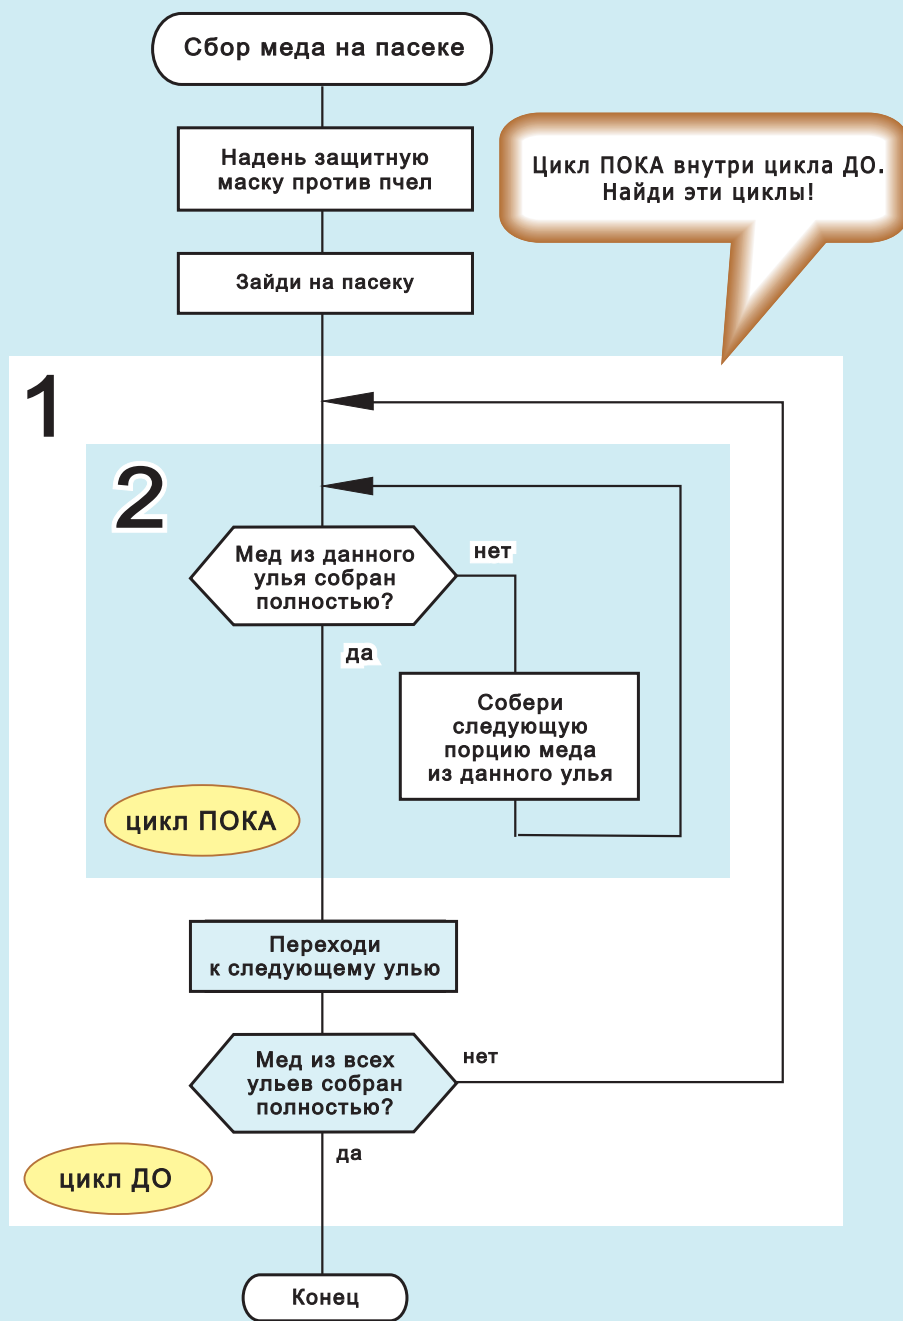 Сбор меда на пасеке
Надень защитную
маску против пчел
Цикл ПОКА внутри цикла ДО.
Найди эти циклы!
Зайди на пасеку
1
2
Мед из данного
улья собран
полностью?
нет
да
Собери
следующую
порцию меда
из данного улья
цикл ПОКА
Переходи
к следующему улью
Мед из всех
ульев собран
полностью?
нет
да
цикл ДО
Конец